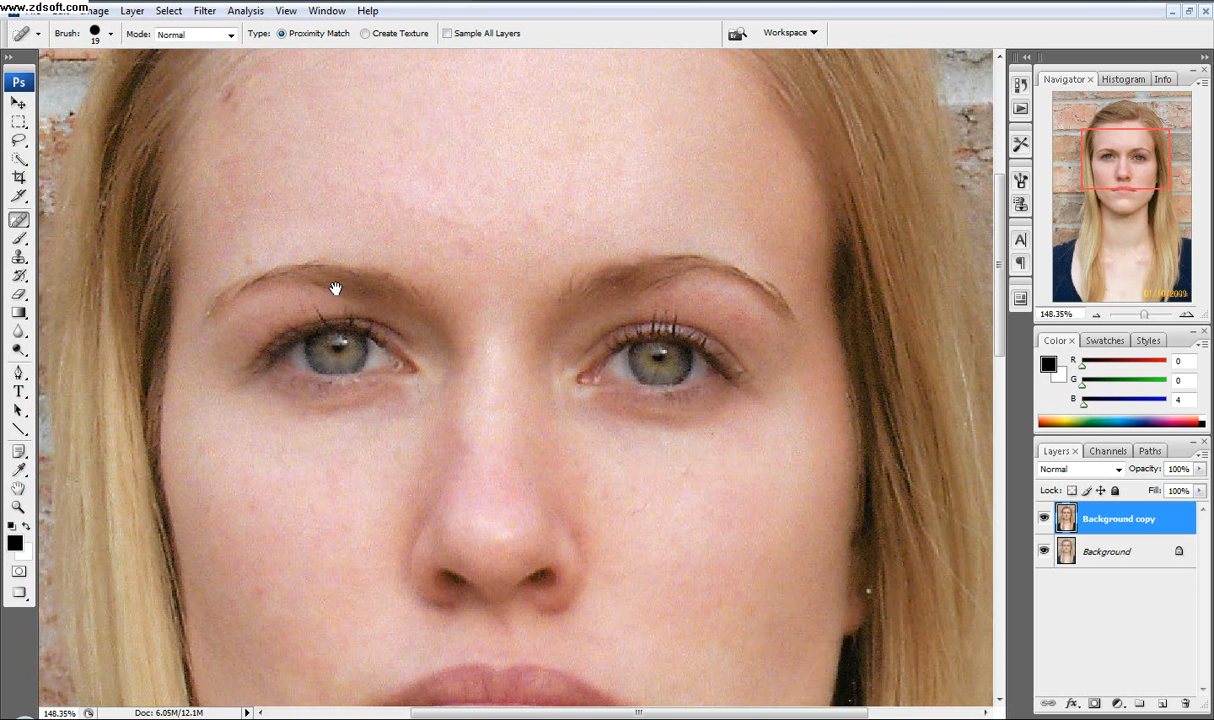 www.zdsoft.com
Image Layer Select Filter Analysis View Window Help
Brush: 19 Mode: Normal Type: Proximity Match Create Texture Sample All Layers Workspace
Ps
Navigator × Histogram Info
148.35%
Color × Swatches Styles
R 0
G 0
B 4
Layers × Channels Paths
Normal Opacity: 100%
Lock: Fill: 100%
Background copy
Background
148.35% Doc: 6.05M/12.1M